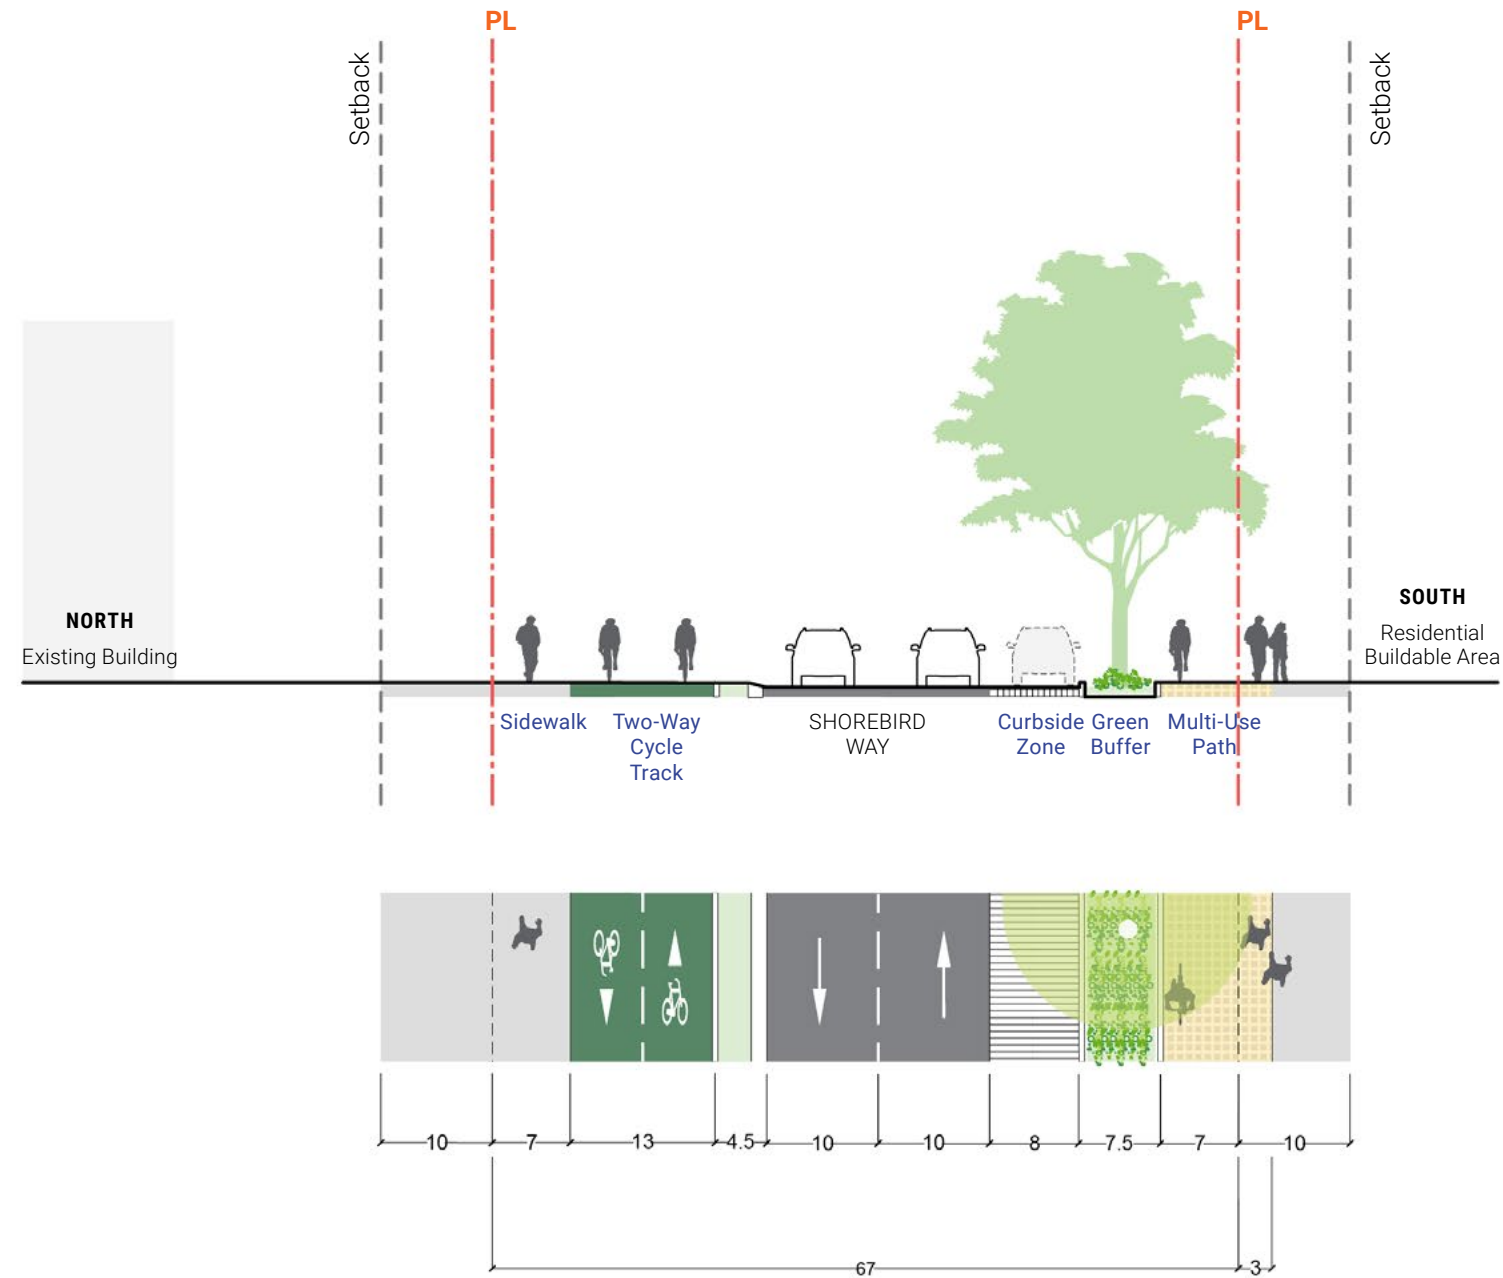 PL
PL
Setback
Setback
NORTH
Existing Building
SOUTH
Residential
Buildable Area
Sidewalk
Two-Way
Cycle
Track
SHOREBIRD
WAY
Curbside
Zone
Green
Buffer
Multi-Use
Path
10
7
13
4.5
10
10
8
7.5
7
10
67
3